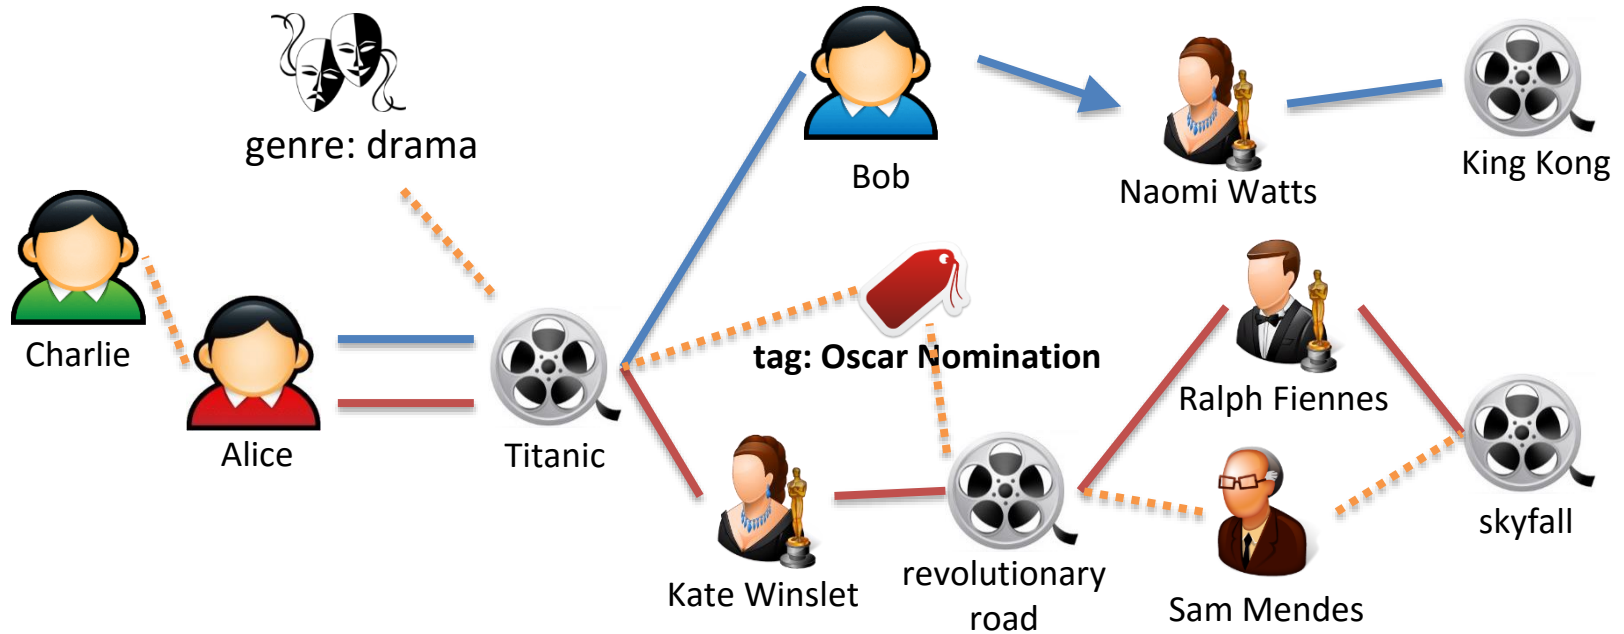 genre: drama
Bob
Naomi Watts
King Kong
Charlie
Alice
Titanic
tag: Oscar Nomination
Ralph Fiennes
skyfall
Kate Winslet
revolutionary
road
Sam Mendes